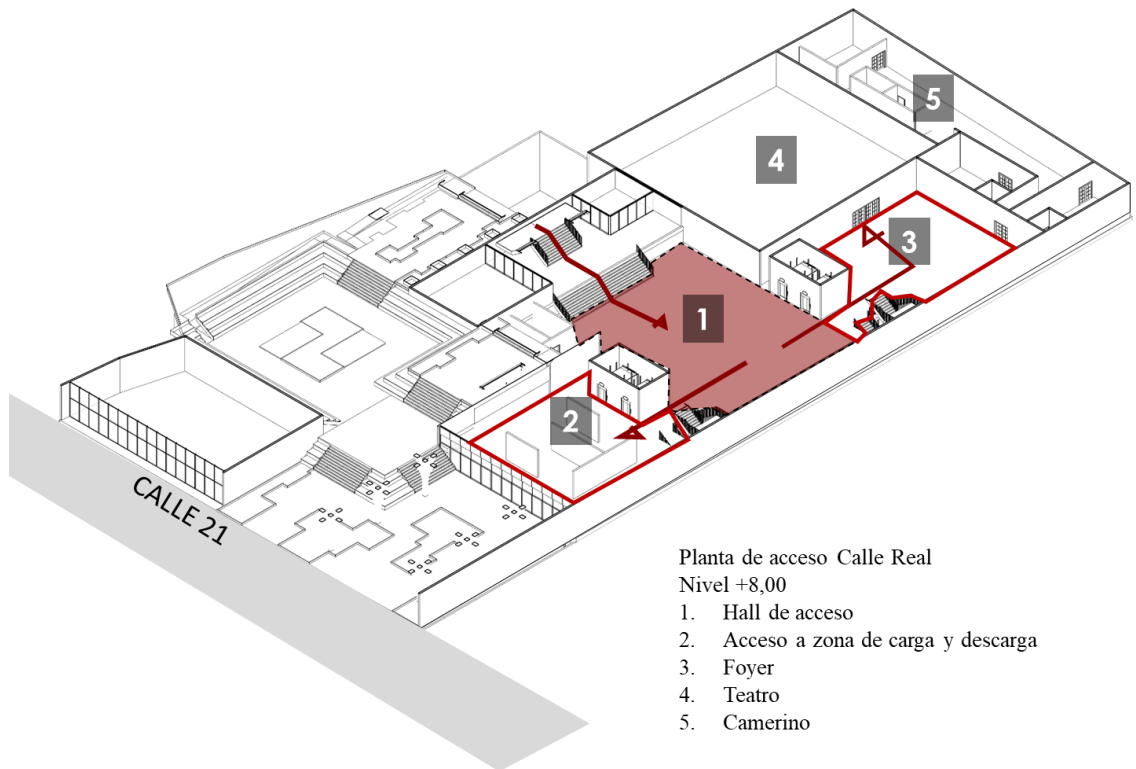 5
4
3
1
2
CALLE 21
Planta de acceso Calle Real
Nivel +8,00
1. Hall de acceso
2. Acceso a zona de carga y descarga
3. Foyer
4. Teatro
5. Camerino